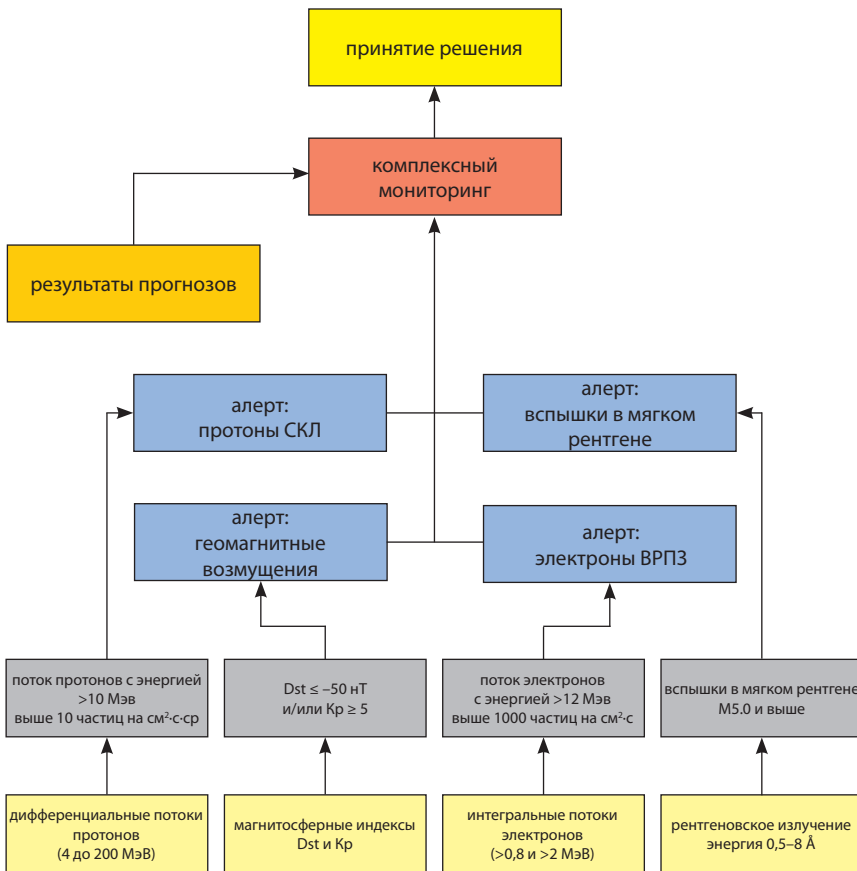 принятие решения
комплексный
мониторинг
результаты прогнозов
алерт:
протоны СКЛ
алерт:
вспышки в мягком
рентгене
алерт:
геомагнитные
возмущения
алерт:
электроны ВРПЗ
поток протонов с энергией
>10 Мэв
выше 10 частиц на см²·с·ср
Dst ≤ –50 нТ
и/или Kp ≥ 5
поток электронов
с энергией >12 Мэв
выше 1000 частиц на см²·с
вспышки в мягком рентгене
M5.0 и выше
дифференциальные потоки
протонов
(4 до 200 МэВ)
магнитосферные индексы
Dst и Kp
интегральные потоки
электронов
(>0,8 и >2 МэВ)
рентгеновское излучение
энергия 0,5–8 Å